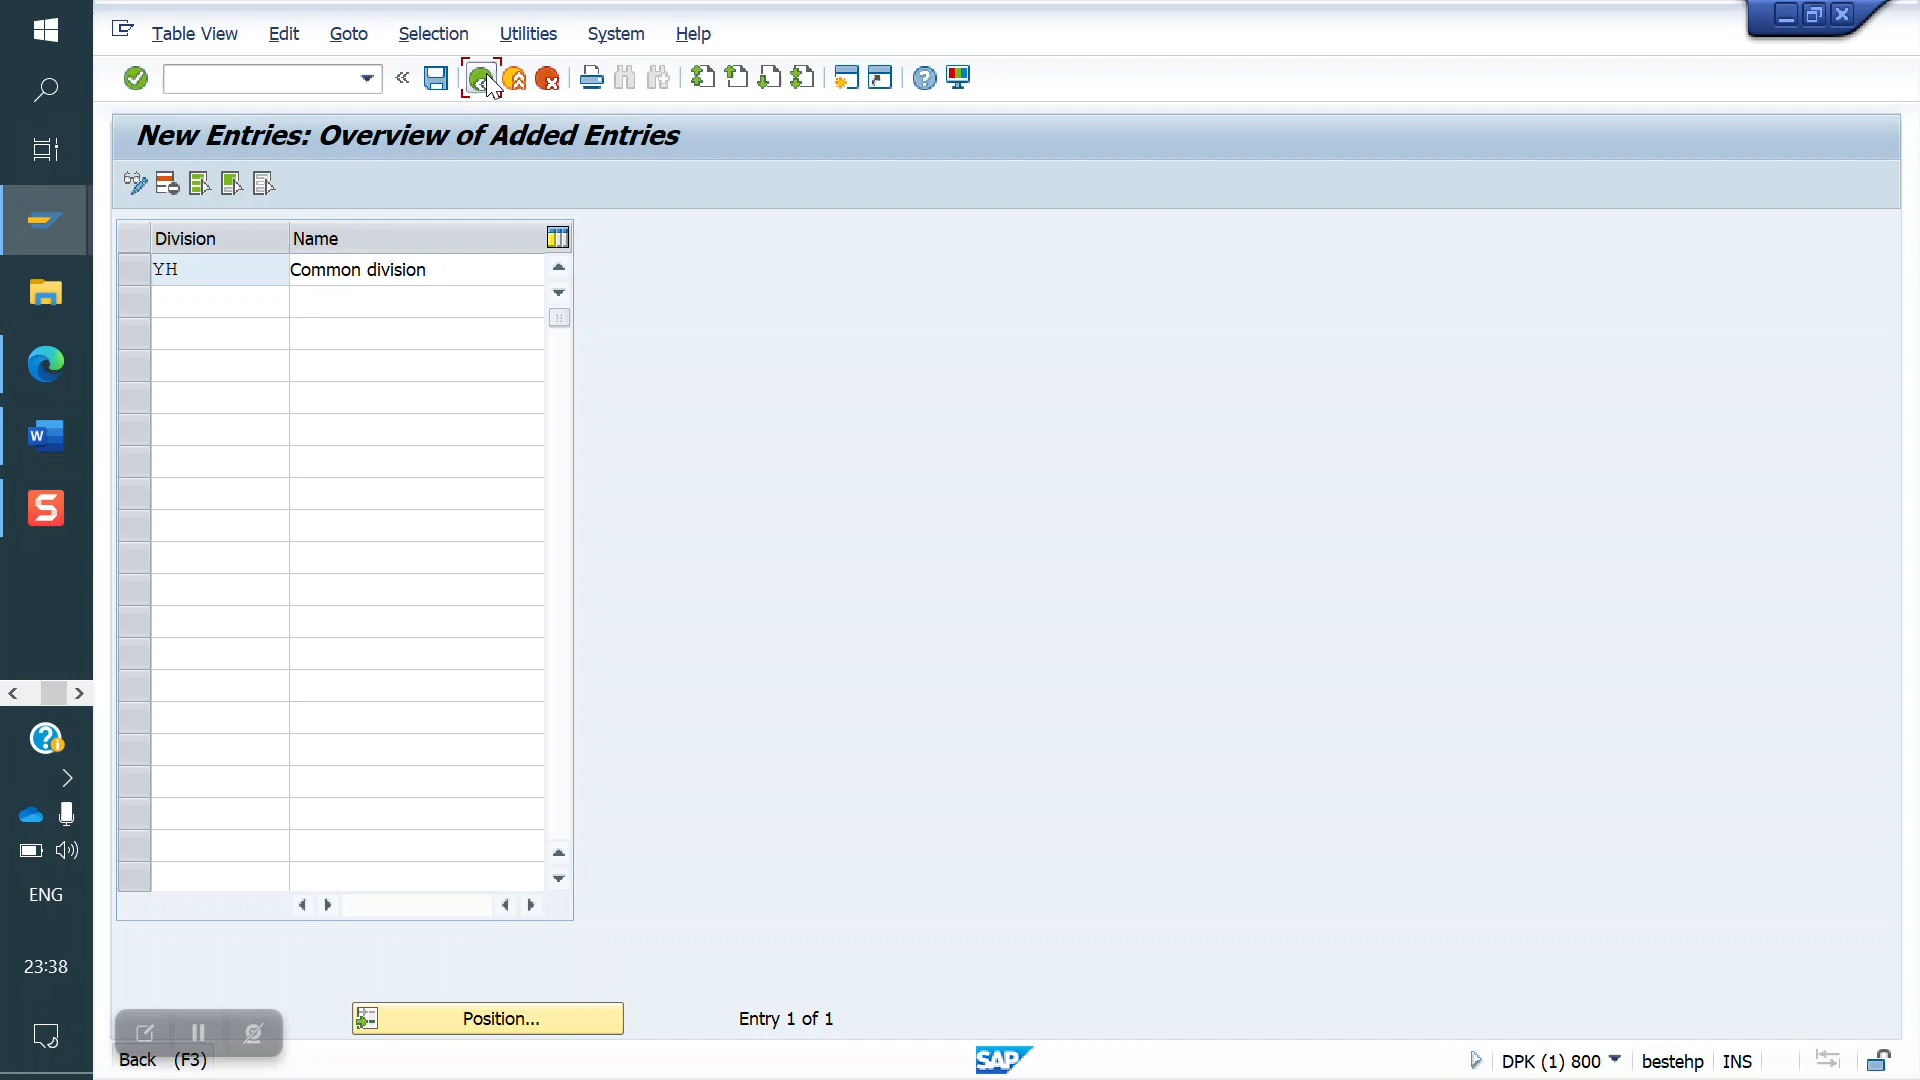 Table View Edit Goto Selection Utilities System Help
New Entries: Overview of Added Entries
Division Name
YH Common division
W
S
ENG
23:38
Position... Entry 1 of 1
Back (F3)
SAP
DPK (1) 800 bestehp INS